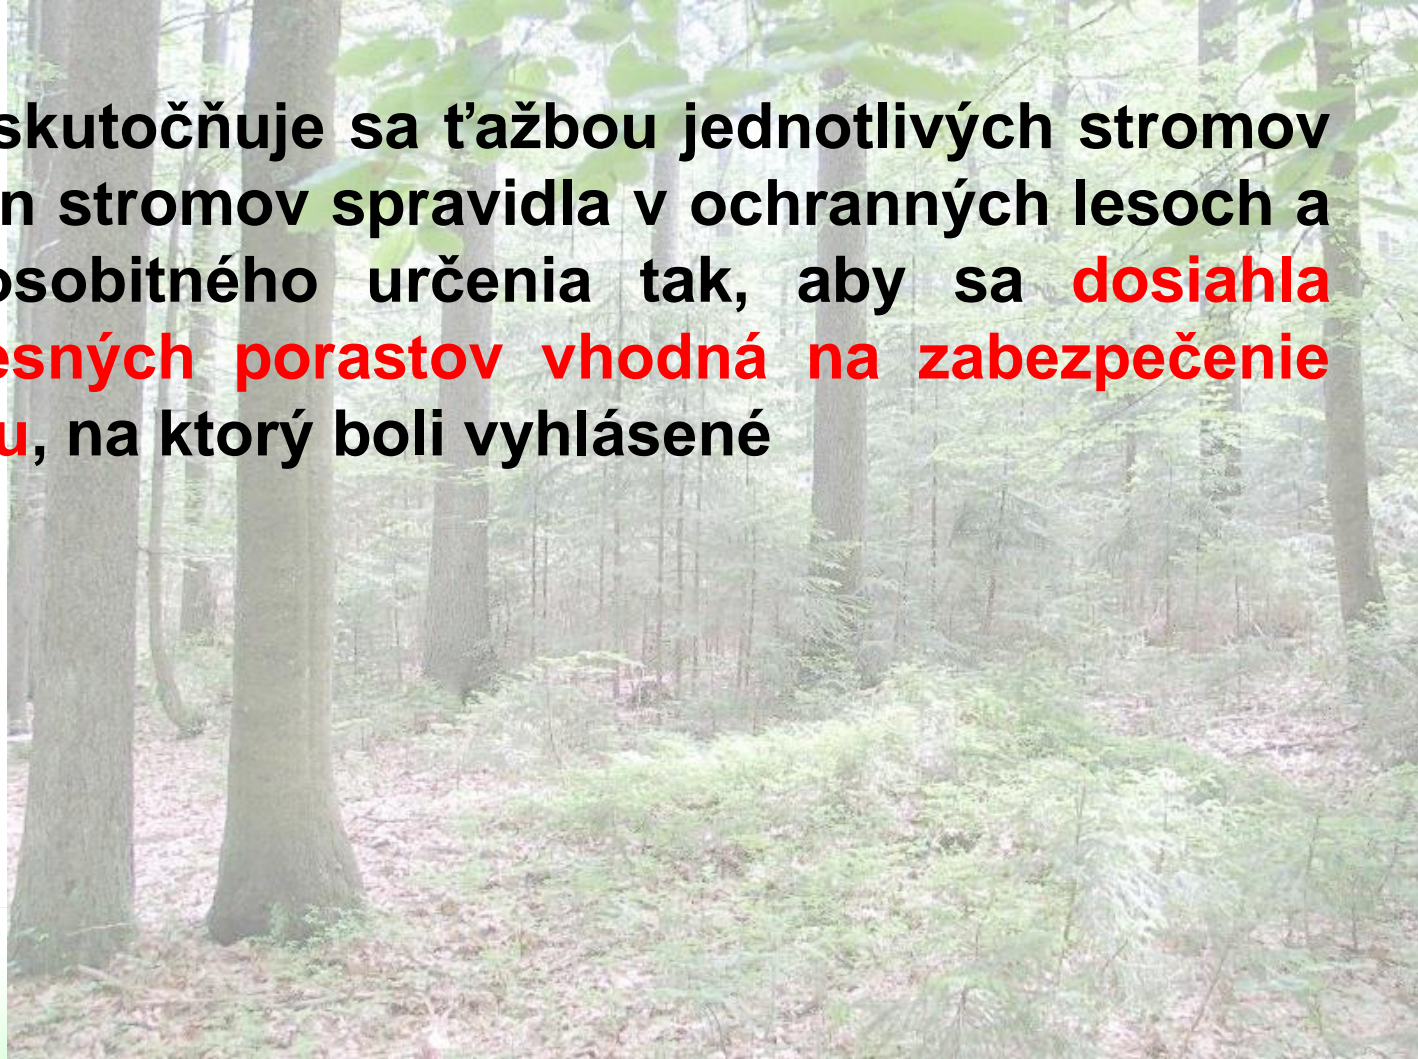 skutočňuje sa ťažbou jednotlivých stromov
n stromov spravidla v ochranných lesoch a
osobitného určenia tak, aby sa dosiahla
esných porastov vhodná na zabezpečenie
u, na ktorý boli vyhlásené